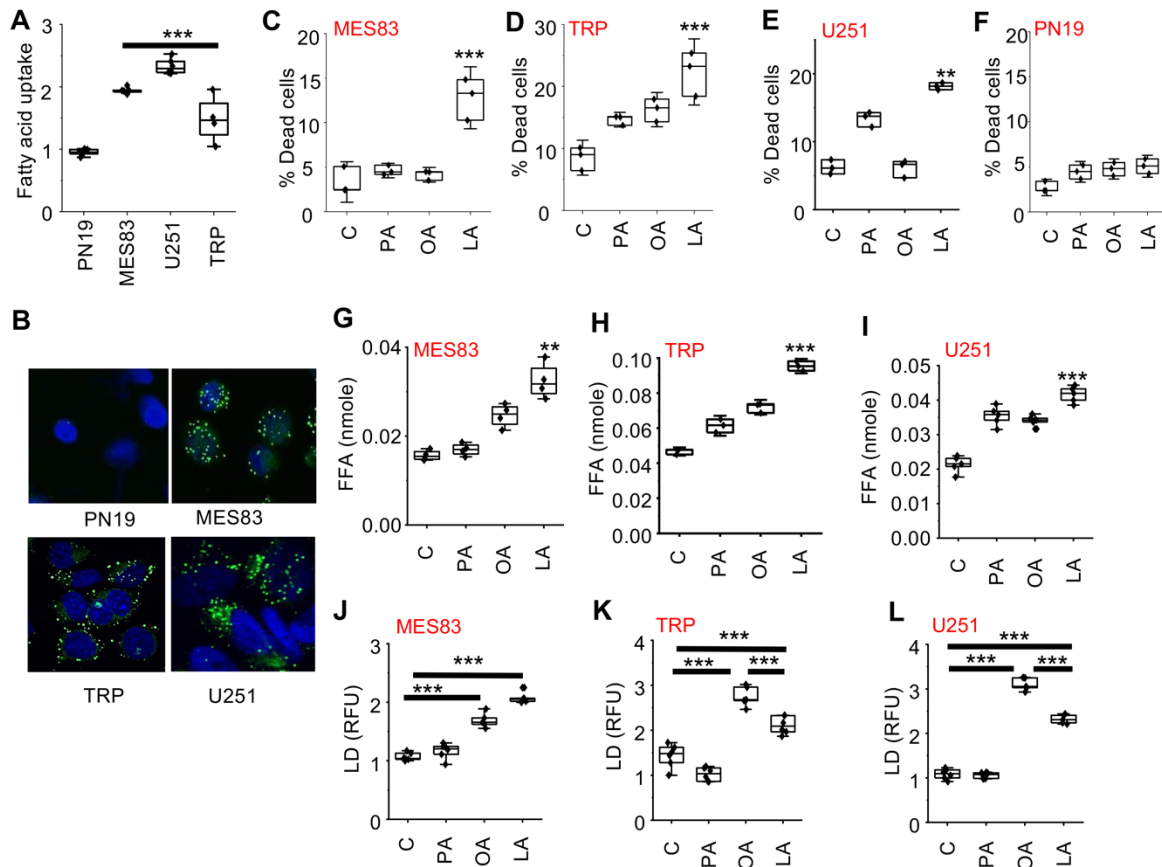 A
Fatty acid uptake
3
2
1
0
***
PN19
MES83
U251
TRP
C
MES83
% Dead cells
20
15
10
5
0
***
C
PA
OA
LA
D
TRP
% Dead cells
30
20
10
0
***
C
PA
OA
LA
E
U251
% Dead cells
20
10
0
**
C
PA
OA
LA
F
PN19
% Dead cells
20
15
10
5
0
C
PA
OA
LA
B
PN19
MES83
TRP
U251
G
MES83
FFA (nmole)
0.04
0.02
0.00
**
C
PA
OA
LA
H
TRP
FFA (nmole)
0.10
0.08
0.06
0.04
0.02
0.00
***
C
PA
OA
LA
I
U251
FFA (nmole)
0.05
0.04
0.03
0.02
0.01
0.00
***
C
PA
OA
LA
J
MES83
LD (RFU)
3
2
1
0
***
***
C
PA
OA
LA
K
TRP
LD (RFU)
4
3
2
1
0
***
***
***
C
PA
OA
LA
L
U251
LD (RFU)
4
3
2
1
0
***
***
***
C
PA
OA
LA